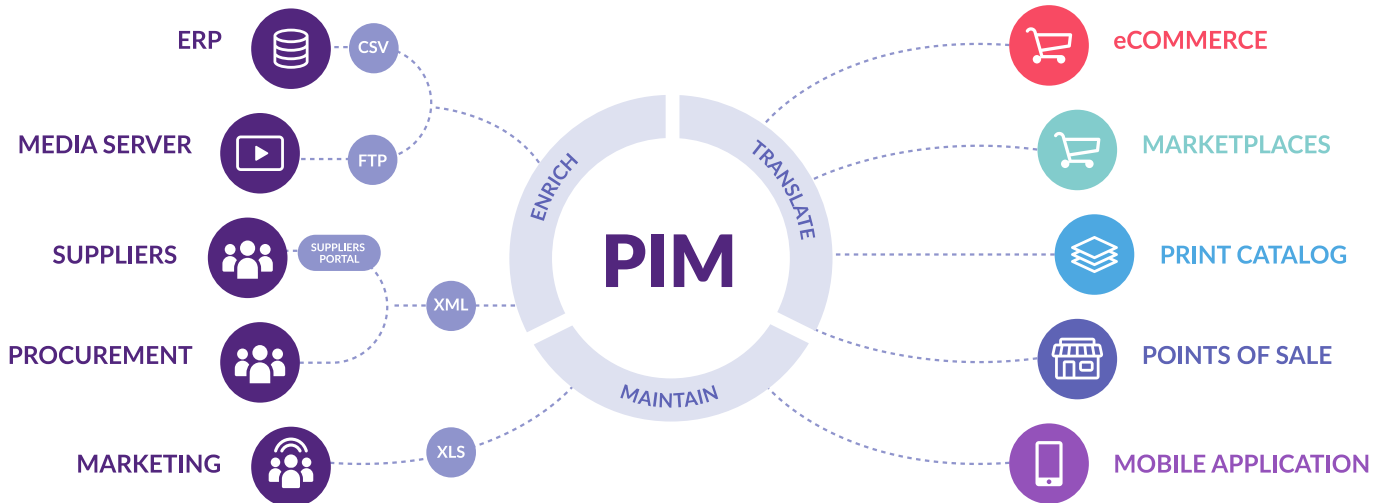 ERP
CSV
MEDIA SERVER
FTP
SUPPLIERS
SUPPLIERS
PORTAL
XML
PROCUREMENT
MARKETING
XLS
ENRICH
TRANSLATE
PIM
MAINTAIN
eCOMMERCE
MARKETPLACES
PRINT CATALOG
POINTS OF SALE
MOBILE APPLICATION